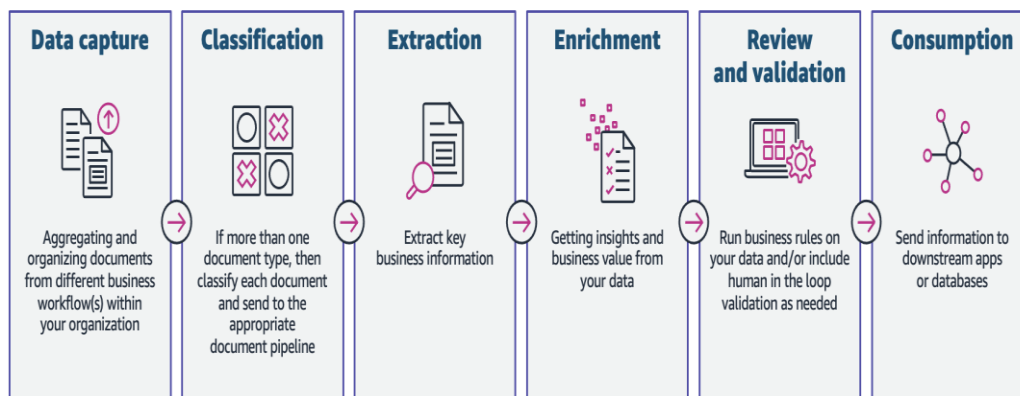 Data capture
Aggregating and
organizing documents
from different business
workflow(s) within
your organization
Classification
If more than one
document type, then
classify each document
and send to the
appropriate
document pipeline
Extraction
Extract key
business information
Enrichment
Getting insights and
business value from
your data
Review
and validation
Run business rules on
your data and/or include
human in the loop
validation as needed
Consumption
Send information to
downstream apps
or databases